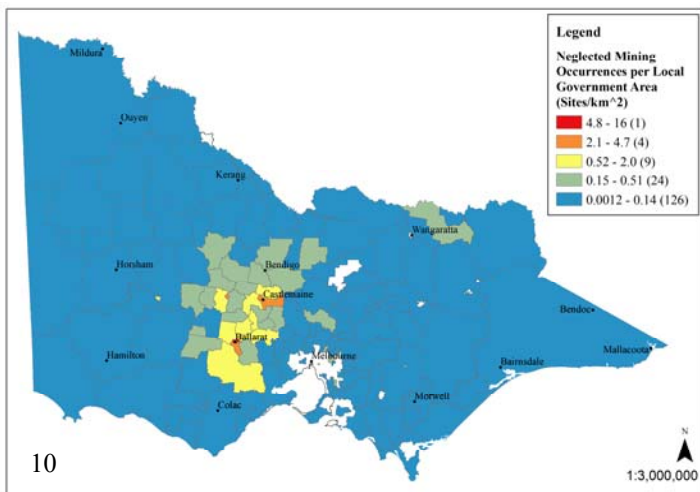 Legend
Neglected Mining
Occurrences per Local
Government Area
(Sites/km^2)
4.8 - 16 (1)
2.1 - 4.7 (4)
0.52 - 2.0 (9)
0.15 - 0.51 (24)
0.0012 - 0.14 (126)
Mildura
Ouyen
Kerang
Wangaratta
Horsham
Bendigo
Castlemaine
Bendoc
Ballarat
Mallacoota
Hamilton
Melbourne
Bairnsdale
Colac
Morwell
N
10
1:3,000,000